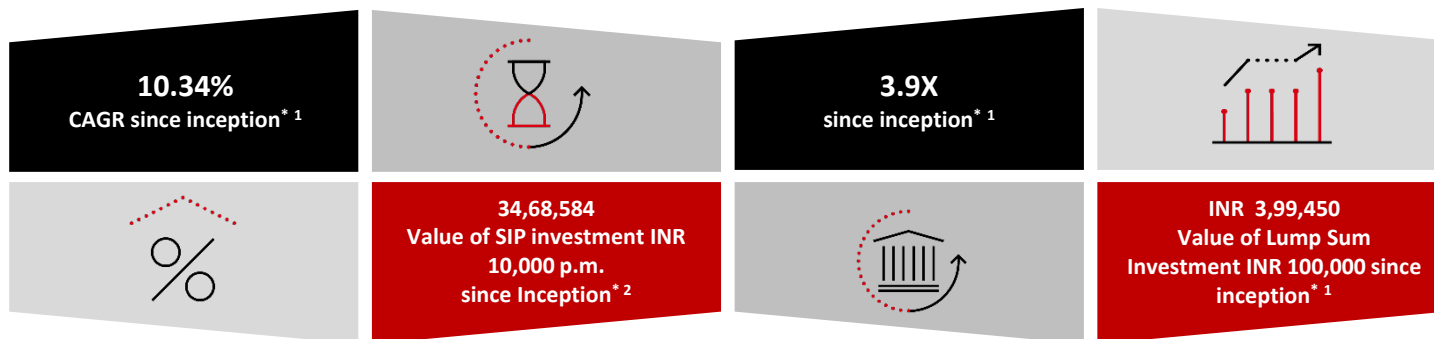 10.34%
CAGR since inception* 1
3.9X
since inception* 1
34,68,584
Value of SIP investment INR
10,000 p.m.
since Inception* 2
INR 3,99,450
Value of Lump Sum
Investment INR 100,000 since
inception* 1